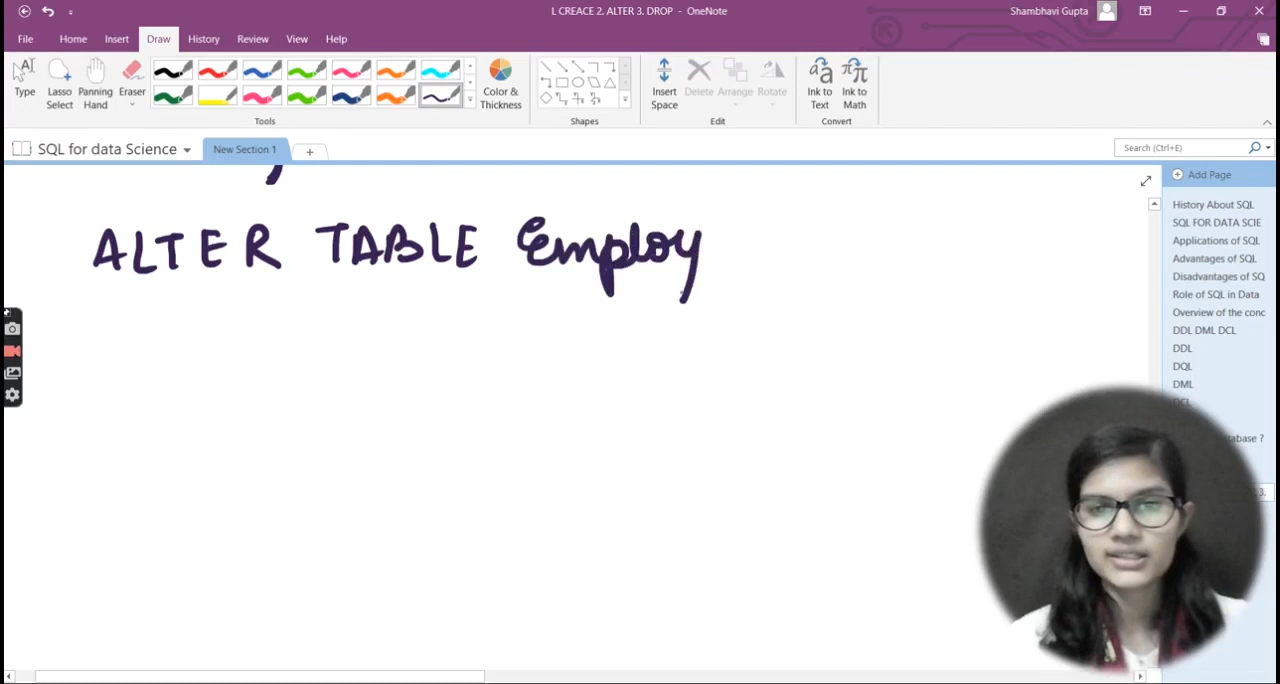 L CREACE 2. ALTER 3. DROP - OneNote
Shambhavi Gupta
File Home Insert Draw History Review View Help
Type Lasso Select Panning Hand Eraser Color & Thickness Insert Space Delete Arrange Rotate Ink to Text Ink to Math
Tools Shapes Edit Convert
SQL for data Science New Section 1 + Search (Ctrl+E)
Add Page
ALTER TABLE Employ
History About SQL
SQL FOR DATA SCIE
Applications of SQL
Advantages of SQL
Disadvantages of SQ
Role of SQL in Data
Overview of the conc
DDL DML DCL
DDL
DQL
DML
DCL
tabase ?
3.